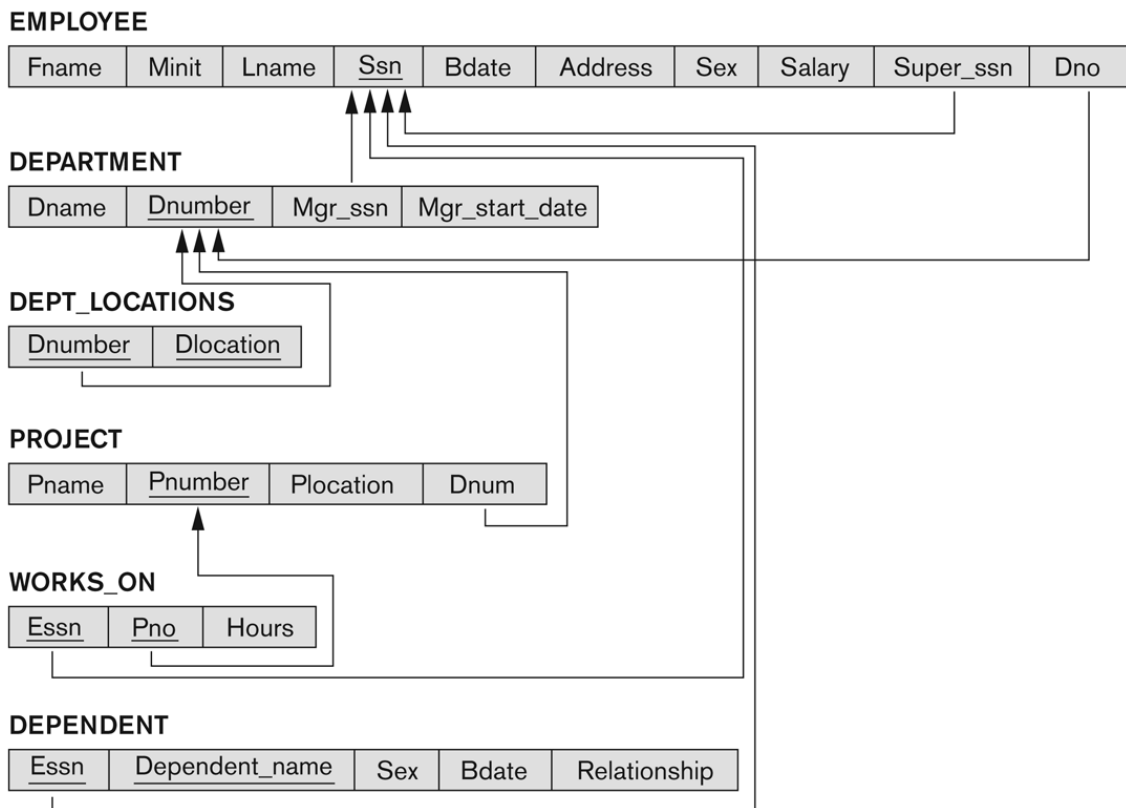 EMPLOYEE
Fname Minit Lname Ssn Bdate Address Sex Salary Super_ssn Dno
DEPARTMENT
Dname Dnumber Mgr_ssn Mgr_start_date
DEPT_LOCATIONS
Dnumber Dlocation
PROJECT
Pname Pnumber Plocation Dnum
WORKS_ON
Essn Pno Hours
DEPENDENT
Essn Dependent_name Sex Bdate Relationship